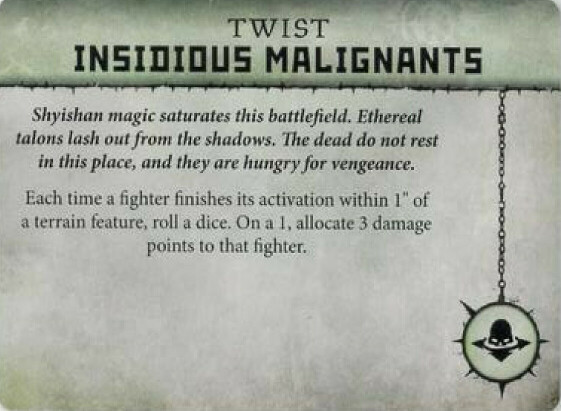 TWIST
INSIDIOUS MALIGNANTS
Shyishan magic saturates this battlefield. Ethereal
talons lash out from the shadows. The dead do not rest
in this place, and they are hungry for vengeance.
Each time a fighter finishes its activation within 1" of
a terrain feature, roll a dice. On a 1, allocate 3 damage
points to that fighter.